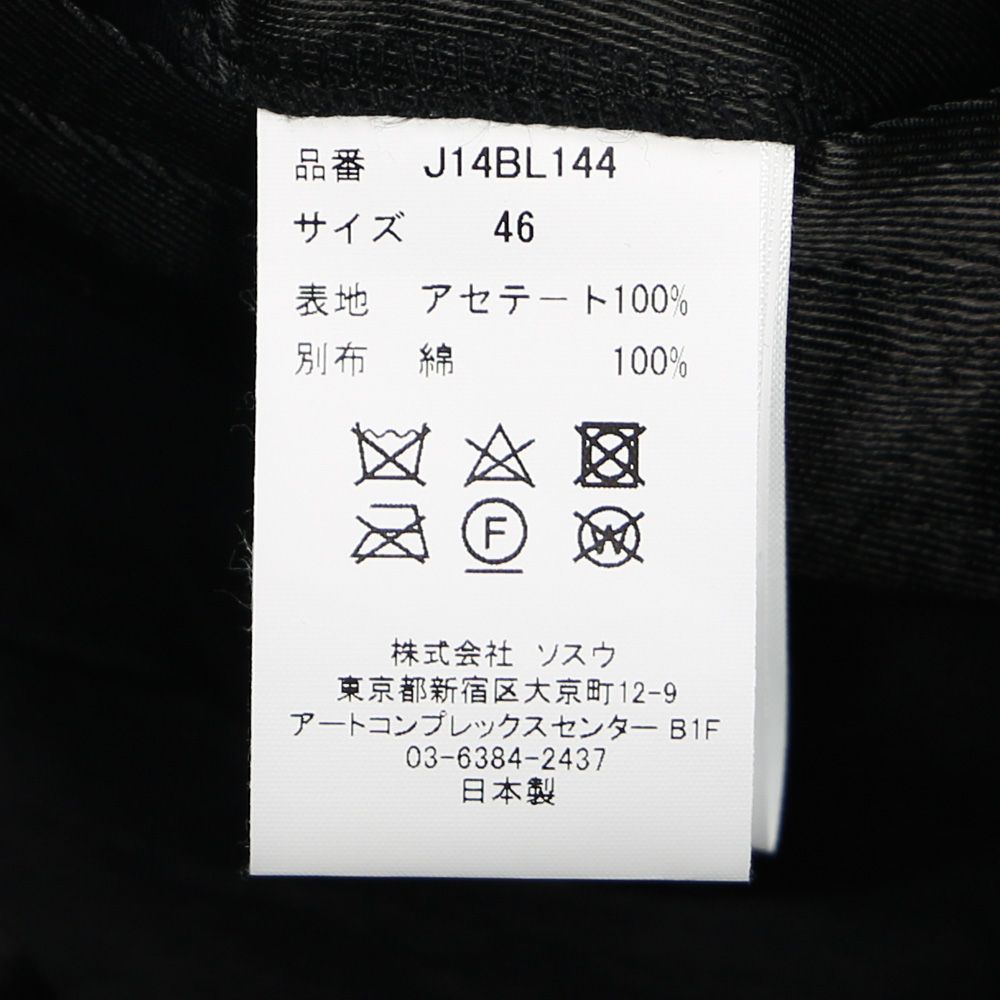 品番 J14BL144
サイズ 46
表地 アセテート100%
別布 綿 100%
F
W
株式会社 ソスウ
東京都新宿区大京町12-9
アートコンプレックスセンター B1F
03-6384-2437
日本製